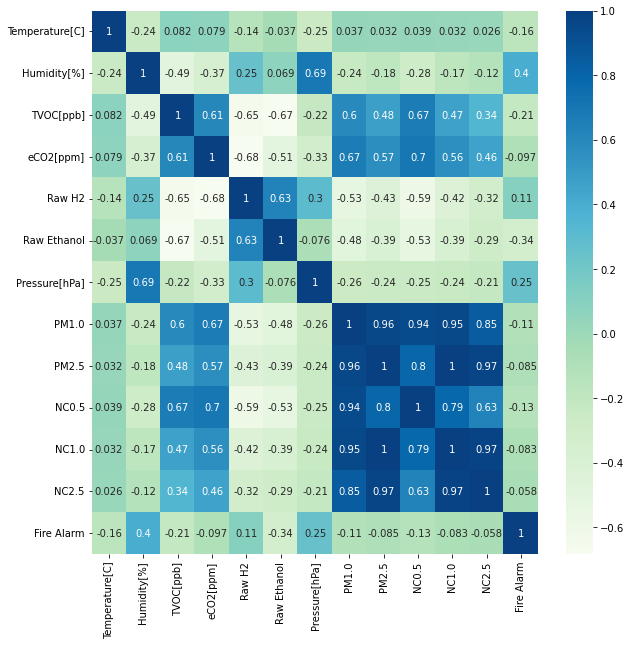 Temperature[C] 1 -0.24 0.082 0.079 -0.14 -0.037 -0.25 0.037 0.032 0.039 0.032 0.026 -0.16
Humidity[%] -0.24 1 -0.49 -0.37 0.25 0.069 0.69 -0.24 -0.18 -0.28 -0.17 -0.12 0.4
TVOC[ppb] 0.082 -0.49 1 0.61 -0.65 -0.67 -0.22 0.6 0.48 0.67 0.47 0.34 -0.21
eCO2[ppm] 0.079 -0.37 0.61 1 -0.68 -0.51 -0.33 0.67 0.57 0.7 0.56 0.46 -0.097
Raw H2 -0.14 0.25 -0.65 -0.68 1 0.63 0.3 -0.53 -0.43 -0.59 -0.42 -0.32 0.11
Raw Ethanol -0.037 0.069 -0.67 -0.51 0.63 1 -0.076 -0.48 -0.39 -0.53 -0.39 -0.29 -0.34
Pressure[hPa] -0.25 0.69 -0.22 -0.33 0.3 -0.076 1 -0.26 -0.24 -0.25 -0.24 -0.21 0.25
PM1.0 0.037 -0.24 0.6 0.67 -0.53 -0.48 -0.26 1 0.96 0.94 0.95 0.85 -0.11
PM2.5 0.032 -0.18 0.48 0.57 -0.43 -0.39 -0.24 0.96 1 0.8 1 0.97 -0.085
NC0.5 0.039 -0.28 0.67 0.7 -0.59 -0.53 -0.25 0.94 0.8 1 0.79 0.63 -0.13
NC1.0 0.032 -0.17 0.47 0.56 -0.42 -0.39 -0.24 0.95 1 0.79 1 0.97 -0.083
NC2.5 0.026 -0.12 0.34 0.46 -0.32 -0.29 -0.21 0.85 0.97 0.63 0.97 1 -0.058
Fire Alarm -0.16 0.4 -0.21 -0.097 0.11 -0.34 0.25 -0.11 -0.085 -0.13 -0.083 -0.058 1
Temperature[C] Humidity[%] TVOC[ppb] eCO2[ppm] Raw H2 Raw Ethanol Pressure[hPa] PM1.0 PM2.5 NC0.5 NC1.0 NC2.5 Fire Alarm
1.0
0.8
0.6
0.4
0.2
0.0
−0.2
−0.4
−0.6